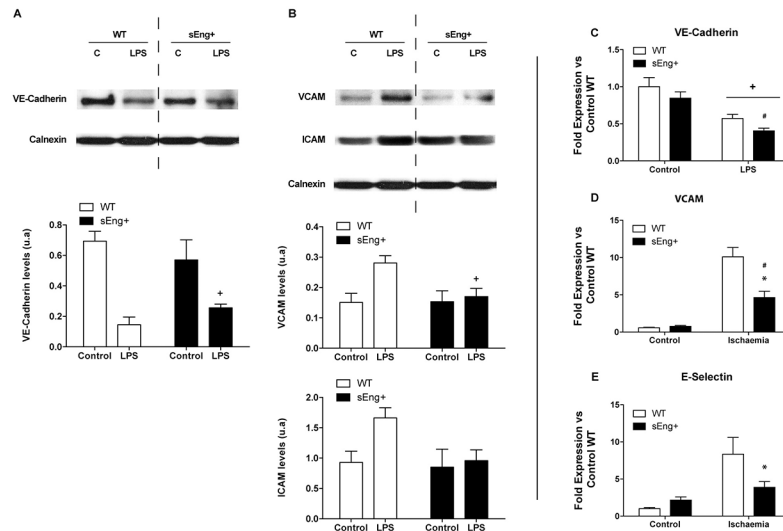 A
WT
sEng+
C
LPS
C
LPS
VE-Cadherin
Calnexin
WT
sEng+
VE-Cadherin levels (u.a)
0.8
0.6
0.4
0.2
0.0
+
Control
LPS
Control
LPS
B
WT
sEng+
C
LPS
C
LPS
VCAM
ICAM
Calnexin
WT
sEng+
VCAM levels (u.a)
0.4
0.3
0.2
0.1
0.0
+
Control
LPS
Control
LPS
WT
sEng+
ICAM levels (u.a)
2.0
1.5
1.0
0.5
0.0
Control
LPS
Control
LPS
C
VE-Cadherin
WT
sEng+
Fold Expression vs
Control WT
1.5
1.0
0.5
0.0
+
#
Control
LPS
D
VCAM
WT
sEng+
Fold Expression vs
Control WT
15
10
5
0
#
*
Control
Ischaemia
E
E-Selectin
WT
sEng+
Fold Expression vs
Control WT
15
10
5
0
*
Control
Ischaemia